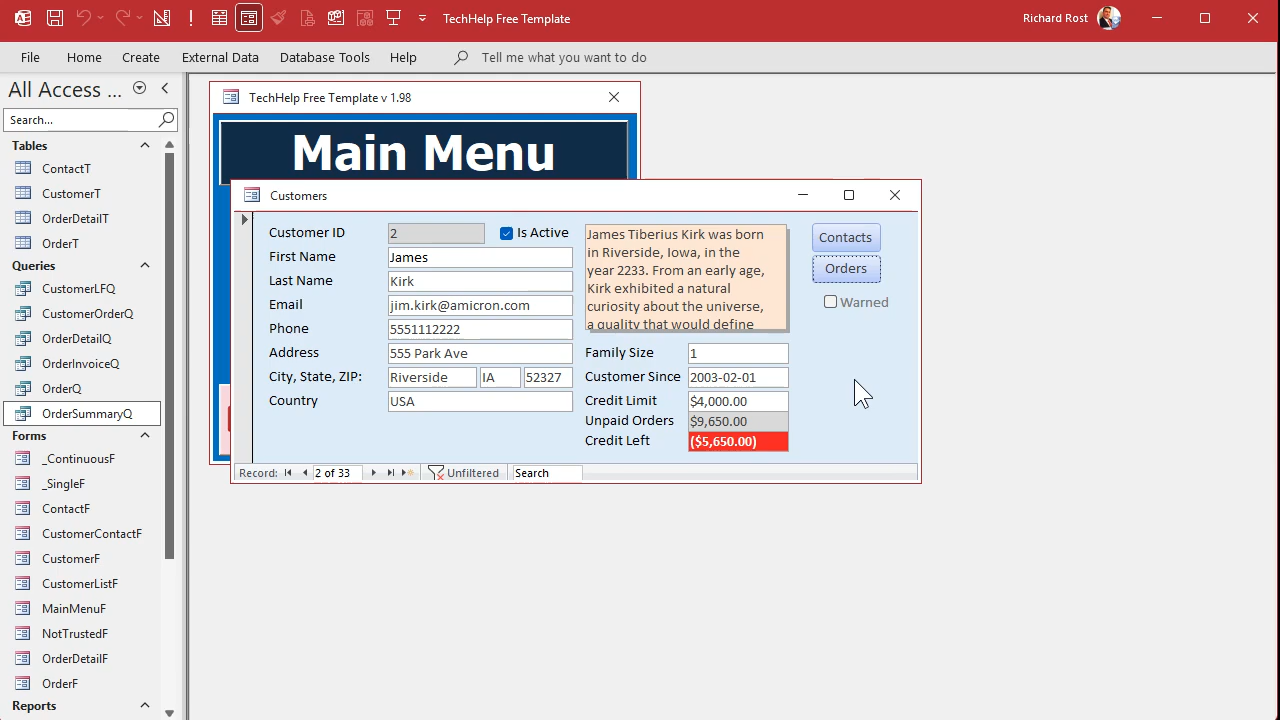 TechHelp Free Template
Richard Rost
File Home Create External Data Database Tools Help Tell me what you want to do
All Access ...
Search...
Tables
ContactT
CustomerT
OrderDetailT
OrderT
Queries
CustomerLFQ
CustomerOrderQ
OrderDetailQ
OrderInvoiceQ
OrderQ
OrderSummaryQ
Forms
_ContinuousF
_SingleF
ContactF
CustomerContactF
CustomerF
CustomerListF
MainMenuF
NotTrustedF
OrderDetailF
OrderF
Reports
TechHelp Free Template v 1.98
Main Menu
Customers
Customer ID 2 Is Active
First Name James
Last Name Kirk
Email jim.kirk@amicron.com
Phone 5551112222
Address 555 Park Ave
City, State, ZIP: Riverside IA 52327
Country USA
James Tiberius Kirk was born
in Riverside, Iowa, in the
year 2233. From an early age,
Kirk exhibited a natural
curiosity about the universe,
a quality that would define
Family Size 1
Customer Since 2003-02-01
Credit Limit $4,000.00
Unpaid Orders $9,650.00
Credit Left ($5,650.00)
Contacts
Orders
Warned
Record: 2 of 33 Unfiltered Search